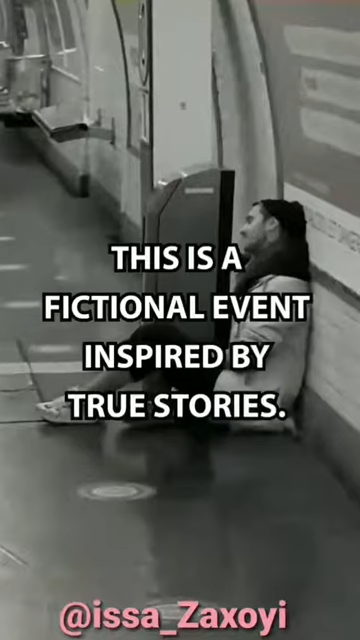 THIS IS A
FICTIONAL EVENT
INSPIRED BY
TRUE STORIES.
@issa_Zaxoyi